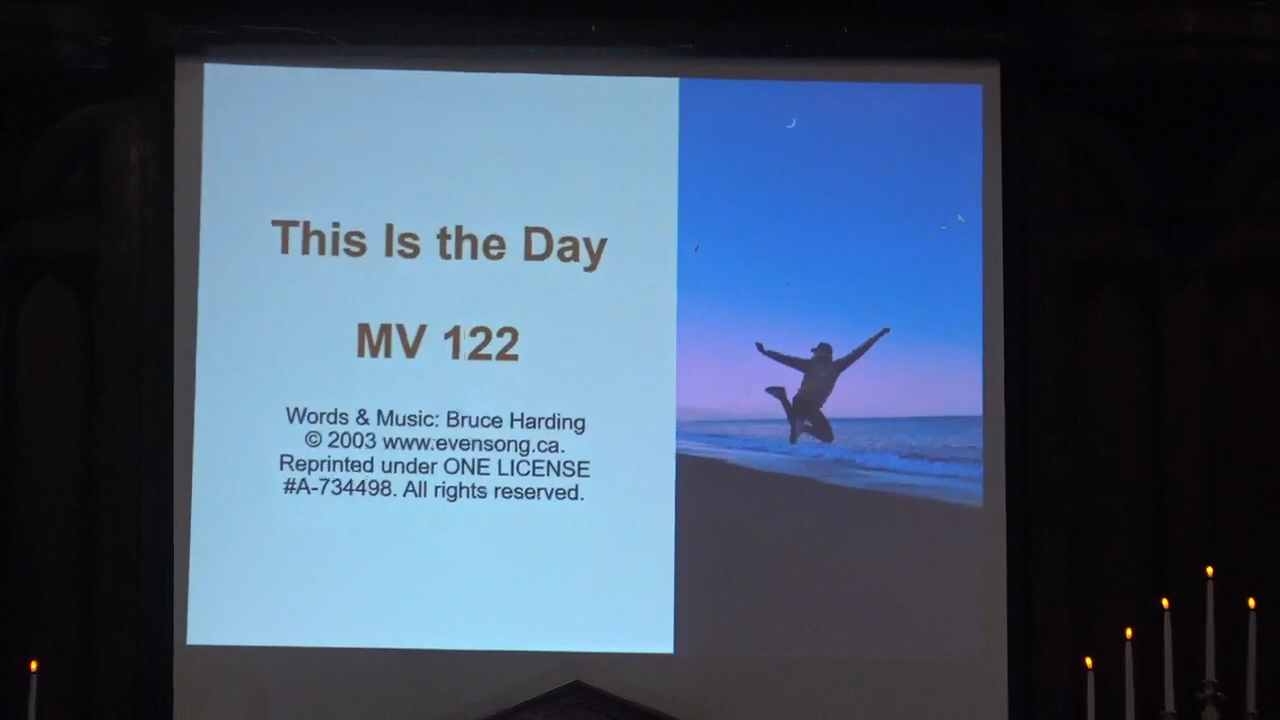 This Is the Day
MV 122
Words & Music: Bruce Harding
© 2003 www.evensong.ca.
Reprinted under ONE LICENSE
#A-734498. All rights reserved.